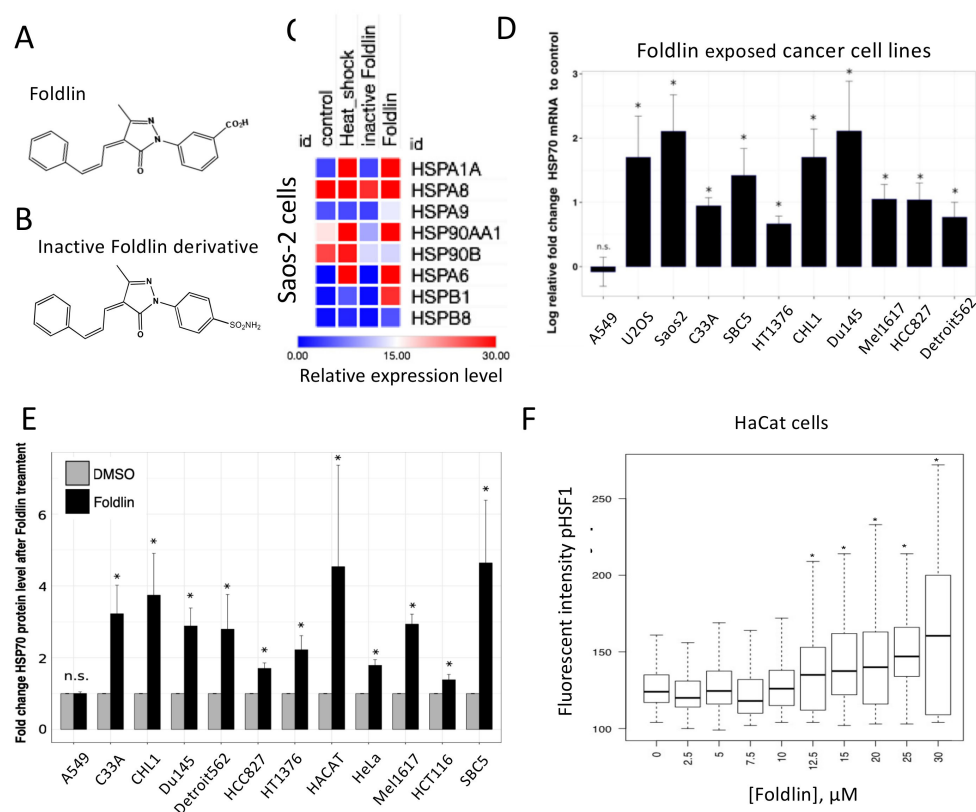 A
Foldlin
CO₂H
N
N
O
B
Inactive Foldlin derivative
N
N
O
SO₂NH₂
C
Saos-2 cells
id
control
Heat_shock
inactive Foldlin
Foldlin
id
HSPA1A
HSPA8
HSPA9
HSP90AA1
HSP90B
HSPA6
HSPB1
HSPB8
0.00 15.00 30.00
Relative expression level
D
Foldlin exposed cancer cell lines
Log relative fold change HSP70 mRNA to control
3
2
1
0
n.s. * * * * * * * * * *
A549 U2OS Saos2 C33A SBC5 HT1376 CHL1 Du145 Mel1617 HCC827 Detroit562
E
Fold change HSP70 protein level after Foldlin treamtent
DMSO
Foldlin
6
4
2
0
n.s. * * * * * * * * * * *
A549 C33A CHL1 Du145 Detroit562 HCC827 HT1376 HACAT HeLa Mel1617 HCT116 SBC5
F
HaCat cells
Fluorescent intensity pHSF1
250
200
150
100
* * * * *
0 2.5 5 7.5 10 12.5 15 20 25 30
[Foldlin], µM